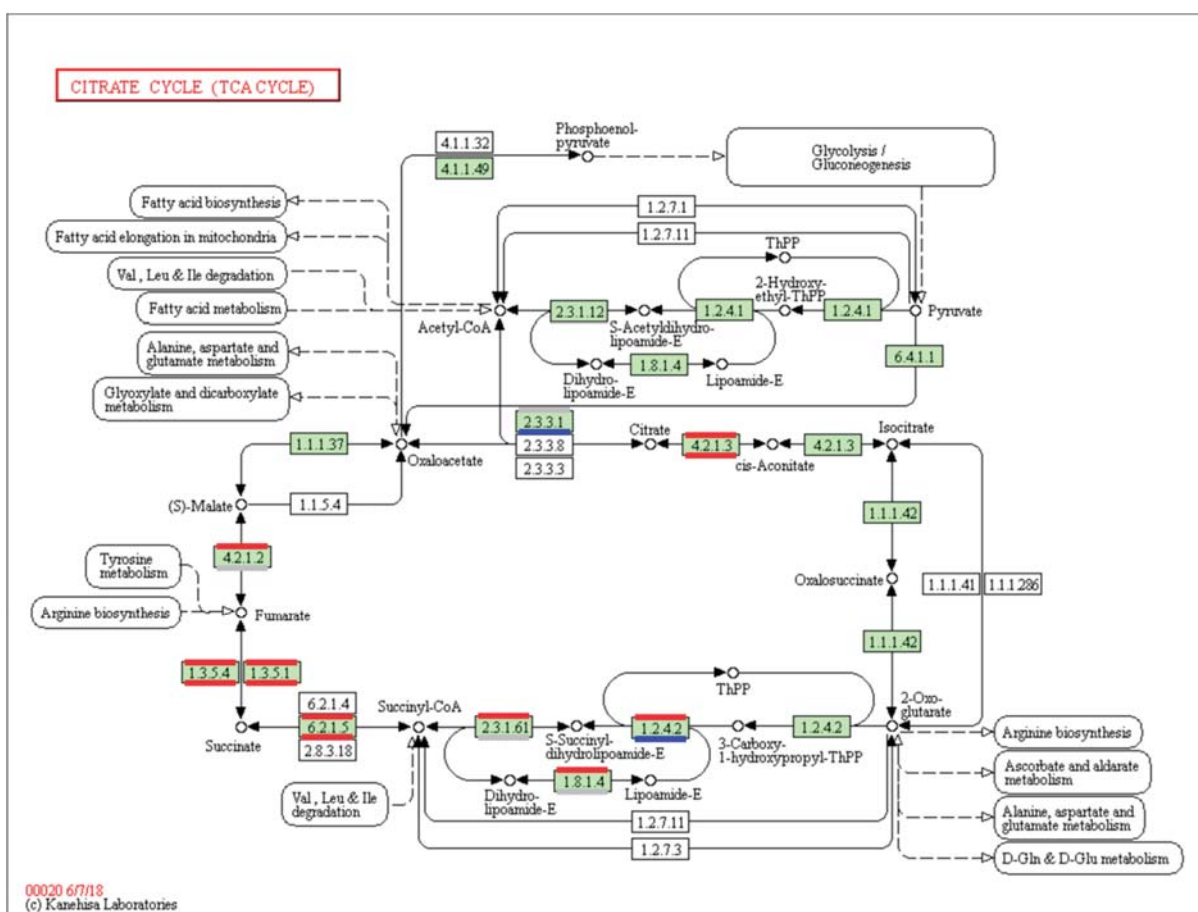 CITRATE CYCLE (TCA CYCLE)
4.1.1.32
4.1.1.49
Phosphoenol-
pyruvate
Glycolysis /
Gluconeogenesis
Fatty acid biosynthesis
Fatty acid elongation in mitochondria
Val , Leu & Ile degradation
Fatty acid metabolism
Alanine, aspartate and
glutamate metabolism
Glyoxylate and dicarboxylate
metabolism
1.2.7.1
1.2.7.11
ThPP
2-Hydroxy-
ethyl-ThPP
Acetyl-CoA
2.3.1.12
S-Acetyldihydro-
lipoamide-E
1.2.4.1
1.2.4.1
Pyruvate
Dihydro-
lipoamide-E
1.8.1.4
Lipoamide-E
6.4.1.1
1.1.1.37
Oxaloacetate
2.3.3.1
2.3.3.8
2.3.3.3
Citrate
4.2.1.3
cis-Aconitate
4.2.1.3
Isocitrate
(S)-Malate
1.1.5.4
4.2.1.2
Tyrosine
metabolism
Arginine biosynthesis
Fumarate
1.1.1.42
Oxalosuccinate
1.1.1.41
1.1.1.286
1.1.1.42
1.3.5.4
1.3.5.1
Succinate
6.2.1.4
6.2.1.5
2.8.3.18
Succinyl-CoA
2.3.1.61
S-Succinyl-
dihydrolipoamide-E
1.2.4.2
ThPP
3-Carboxy-
1-hydroxypropyl-ThPP
1.2.4.2
2-Oxo-
glutarate
Val , Leu & Ile
degradation
Dihydro-
lipoamide-E
1.8.1.4
Lipoamide-E
1.2.7.11
1.2.7.3
Arginine biosynthesis
Ascorbate and aldarate
metabolism
Alanine, aspartate and
glutamate metabolism
D-Gln & D-Glu metabolism
00020 6/7/18
(c) Kanehisa Laboratories